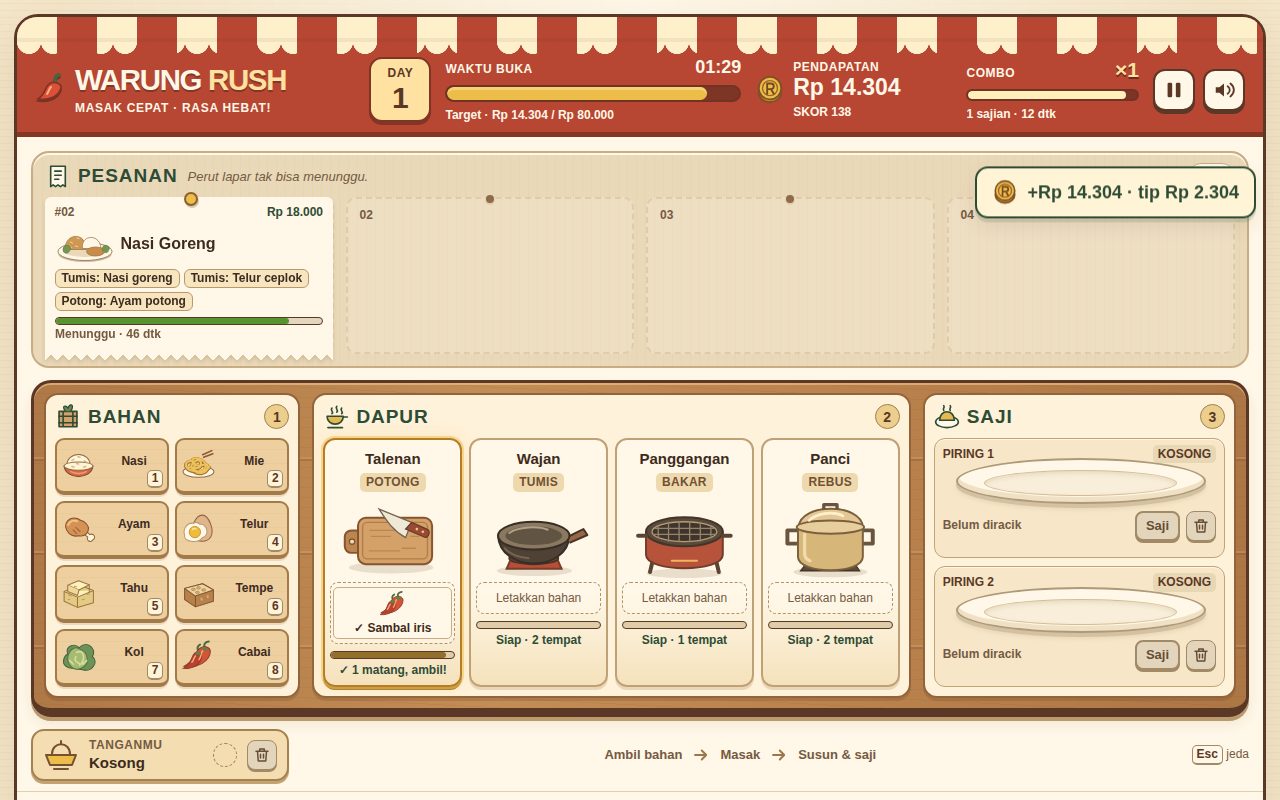 WARUNG RUSH
MASAK CEPAT · RASA HEBAT!
DAY
1
WAKTU BUKA
01:29
Target · Rp 14.304 / Rp 80.000
PENDAPATAN
Rp 14.304
SKOR 138
COMBO
×1
1 sajian · 12 dtk
PESANAN
Perut lapar tak bisa menunggu.
+Rp 14.304 · tip Rp 2.304
#02
Rp 18.000
Nasi Goreng
Tumis: Nasi goreng
Tumis: Telur ceplok
Potong: Ayam potong
Menunggu · 46 dtk
02
03
04
BAHAN
1
Nasi
1
Mie
2
Ayam
3
Telur
4
Tahu
5
Tempe
6
Kol
7
Cabai
8
DAPUR
2
Talenan
POTONG
✓ Sambal iris
✓ 1 matang, ambil!
Wajan
TUMIS
Letakkan bahan
Siap · 2 tempat
Panggangan
BAKAR
Letakkan bahan
Siap · 1 tempat
Panci
REBUS
Letakkan bahan
Siap · 2 tempat
SAJI
3
PIRING 1
KOSONG
Belum diracik
Saji
PIRING 2
KOSONG
Belum diracik
Saji
TANGANMU
Kosong
Ambil bahan → Masak → Susun & saji
Esc jeda